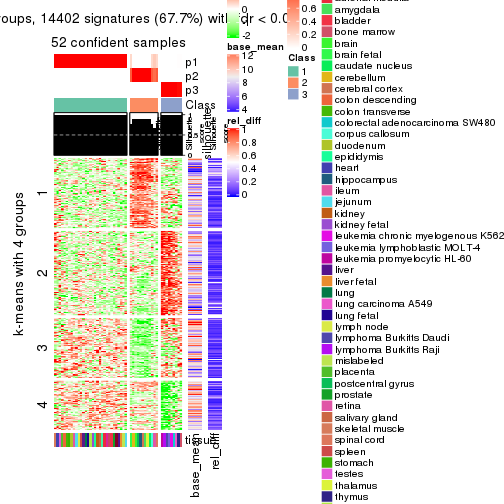 oups, 14402 signatures (67.7%) with fdr < 0.0
52 confident samples
p1
p2
p3
Class
1
2
3
4
k-means with 4 groups
tissue
base_mean
rel_diff
0
-2
base_mean
12
10
8
6
4
rel_diff
1
0.8
0.6
0.4
0.2
0
0.6
0.4
0.2
0
Class
1
2
3
amygdala
bladder
bone marrow
brain
brain fetal
caudate nucleus
cerebellum
cerebral cortex
colon descending
colon transverse
colorectal adenocarcinoma SW480
corpus callosum
duodenum
epididymis
heart
hippocampus
ileum
jejunum
kidney
kidney fetal
leukemia chronic myelogenous K562
leukemia lymphoblastic MOLT-4
leukemia promyelocytic HL-60
liver
liver fetal
lung
lung carcinoma A549
lung fetal
lymph node
lymphoma Burkitts Daudi
lymphoma Burkitts Raji
mislabeled
placenta
postcentral gyrus
prostate
retina
salivary gland
skeletal muscle
spinal cord
spleen
stomach
testes
thalamus
thymus